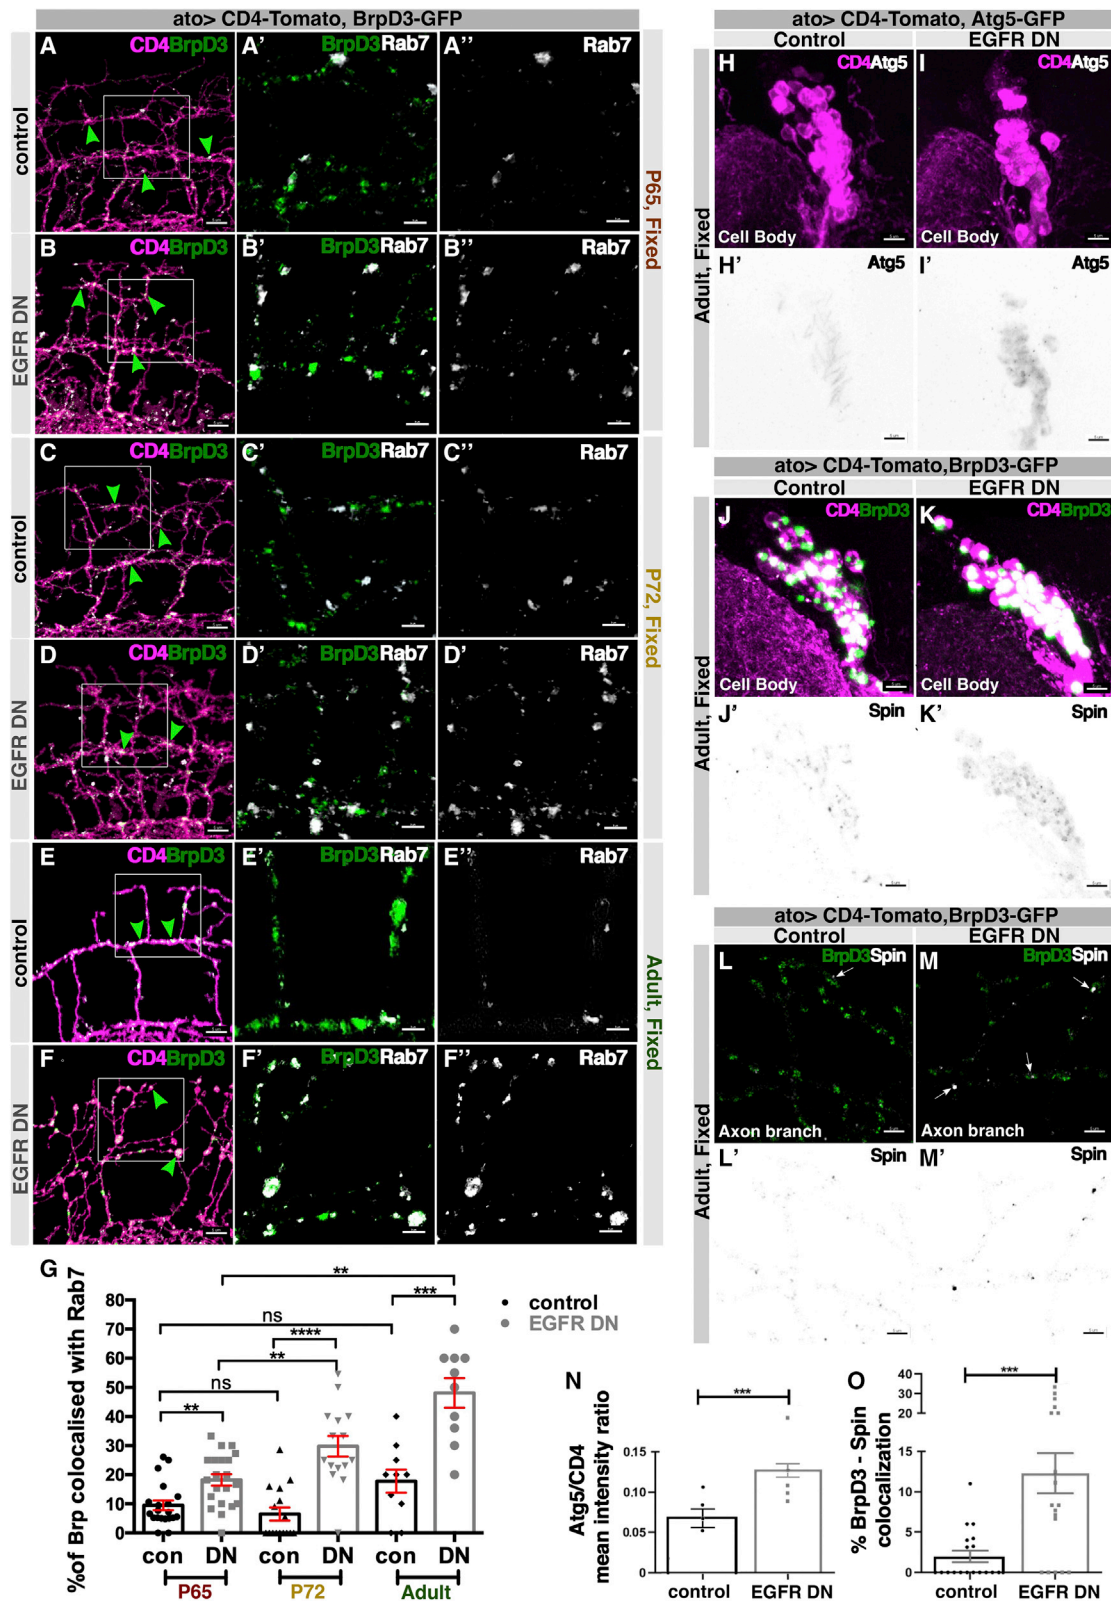 ato> CD4-Tomato, BrpD3-GFP
control
A CD4BrpD3
A' BrpD3Rab7
A'' Rab7
EGFR DN
B CD4BrpD3
B' BrpD3Rab7
B'' Rab7
P65, Fixed
control
C CD4BrpD3
C' BrpD3Rab7
C'' Rab7
EGFR DN
D CD4BrpD3
D' BrpD3Rab7
D' Rab7
P72, Fixed
control
E CD4BrpD3
E' BrpD3Rab7
E'' Rab7
EGFR DN
F CD4BrpD3
F' BrpD3Rab7
F'' Rab7
Adult, Fixed
G
%of Brp colocalised with Rab7
80
70
60
50
40
30
20
10
0
**
ns
***
****
**
ns
**
control
EGFR DN
con DN con DN con DN
P65 P72 Adult
ato> CD4-Tomato, Atg5-GFP
Control EGFR DN
Adult, Fixed
H CD4Atg5
Cell Body
I CD4Atg5
Cell Body
H' Atg5
I' Atg5
ato> CD4-Tomato,BrpD3-GFP
Control EGFR DN
Adult, Fixed
J CD4BrpD3
Cell Body
K CD4BrpD3
Cell Body
J' Spin
K' Spin
ato> CD4-Tomato,BrpD3-GFP
Control EGFR DN
Adult, Fixed
L BrpD3Spin
Axon branch
M BrpD3Spin
Axon branch
L' Spin
M' Spin
N
Atg5/CD4
mean intensity ratio
***
0.15
0.10
0.05
0.00
control EGFR DN
O
% BrpD3 - Spin
colocalization
***
40
30
20
15
10
5
0
control EGFR DN